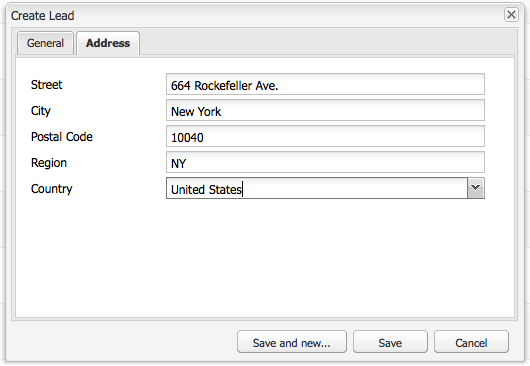 Create Lead
General Address
Street 664 Rockefeller Ave.
City New York
Postal Code 10040
Region NY
Country United States
Save and new... Save Cancel